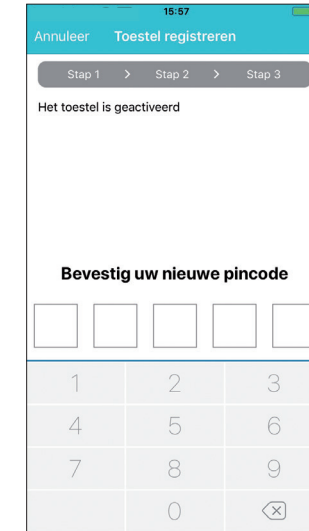 15:57
Annuleer Toestel registreren
Stap 1 > Stap 2 > Stap 3
Het toestel is geactiveerd
Bevestig uw nieuwe pincode
1 2 3
4 5 6
7 8 9
0